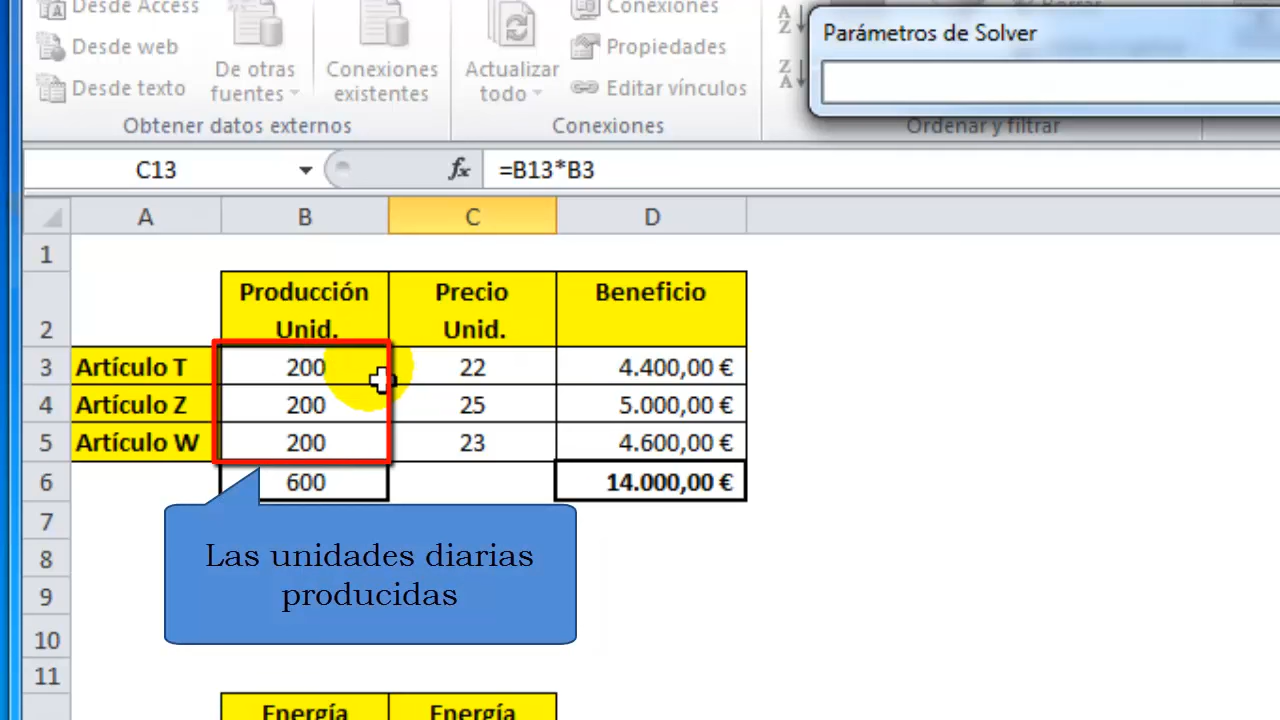 Desde Access
Desde web
Desde texto
De otras
fuentes
Conexiones
existentes
Obtener datos externos
Actualizar
todo
Conexiones
Propiedades
Editar vínculos
Conexiones
A
Z
Z
A
Ordenar y filtrar
Parámetros de Solver
C13
fx
=B13*B3
A B C D
1
2 Producción Unid. Precio Unid. Beneficio
3 Artículo T 200 22 4.400,00 €
4 Artículo Z 200 25 5.000,00 €
5 Artículo W 200 23 4.600,00 €
6 600 14.000,00 €
7
8
9
10
11
Las unidades diarias
producidas
Energía Energía